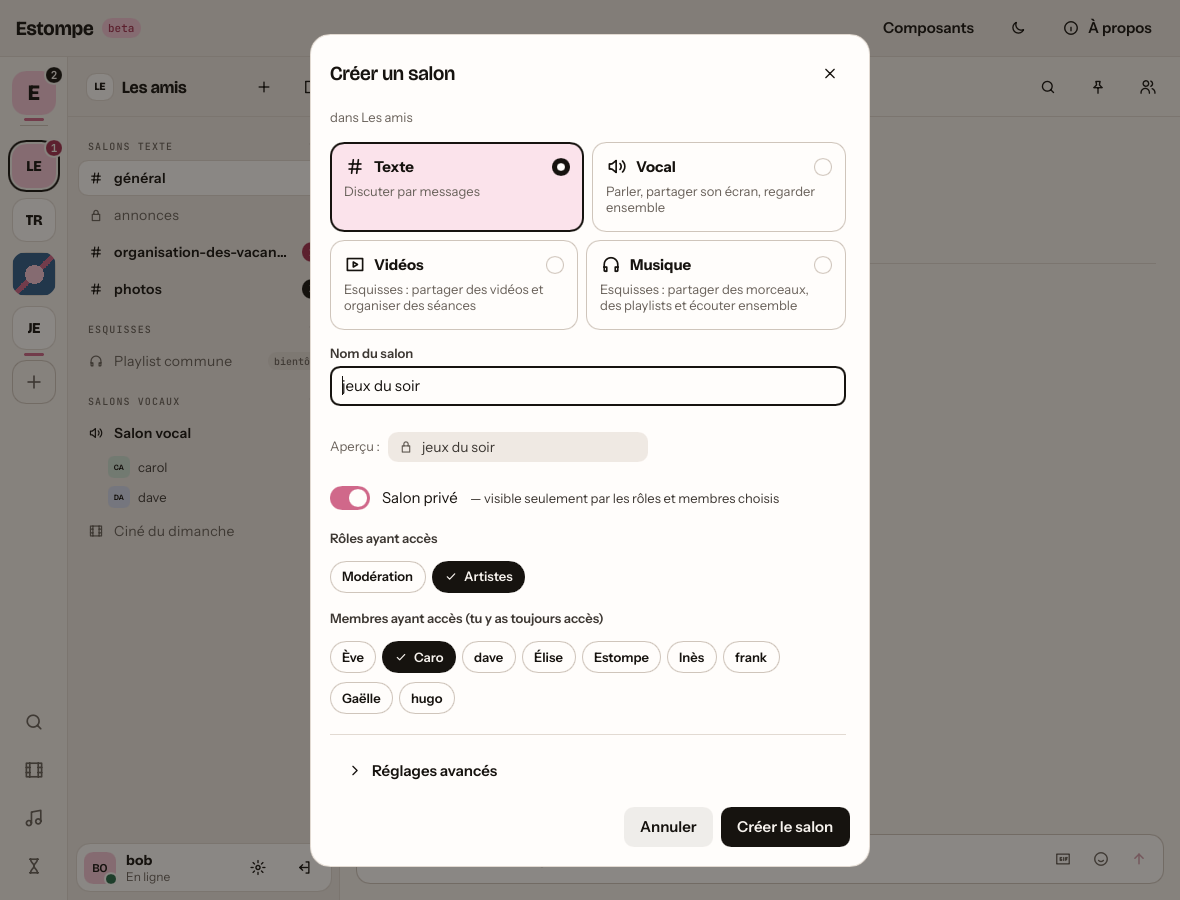 Estompe beta
Composants
À propos
E
2
LE
1
TR
JE
LE Les amis
SALONS TEXTE
général
annonces
organisation-des-vacan...
photos
ESQUISSES
Playlist commune
SALONS VOCAUX
Salon vocal
CA carol
DA dave
Ciné du dimanche
BO
bob
En ligne
Créer un salon
dans Les amis
Texte
Discuter par messages
Vocal
Parler, partager son écran, regarder
ensemble
Vidéos
Esquisses : partager des vidéos et
organiser des séances
Musique
Esquisses : partager des morceaux,
des playlists et écouter ensemble
Nom du salon
jeux du soir
Aperçu : jeux du soir
Salon privé — visible seulement par les rôles et membres choisis
Rôles ayant accès
Modération Artistes
Membres ayant accès (tu y as toujours accès)
Ève Caro dave Élise Estompe Inès frank
Gaëlle hugo
Réglages avancés
Annuler Créer le salon
GIF